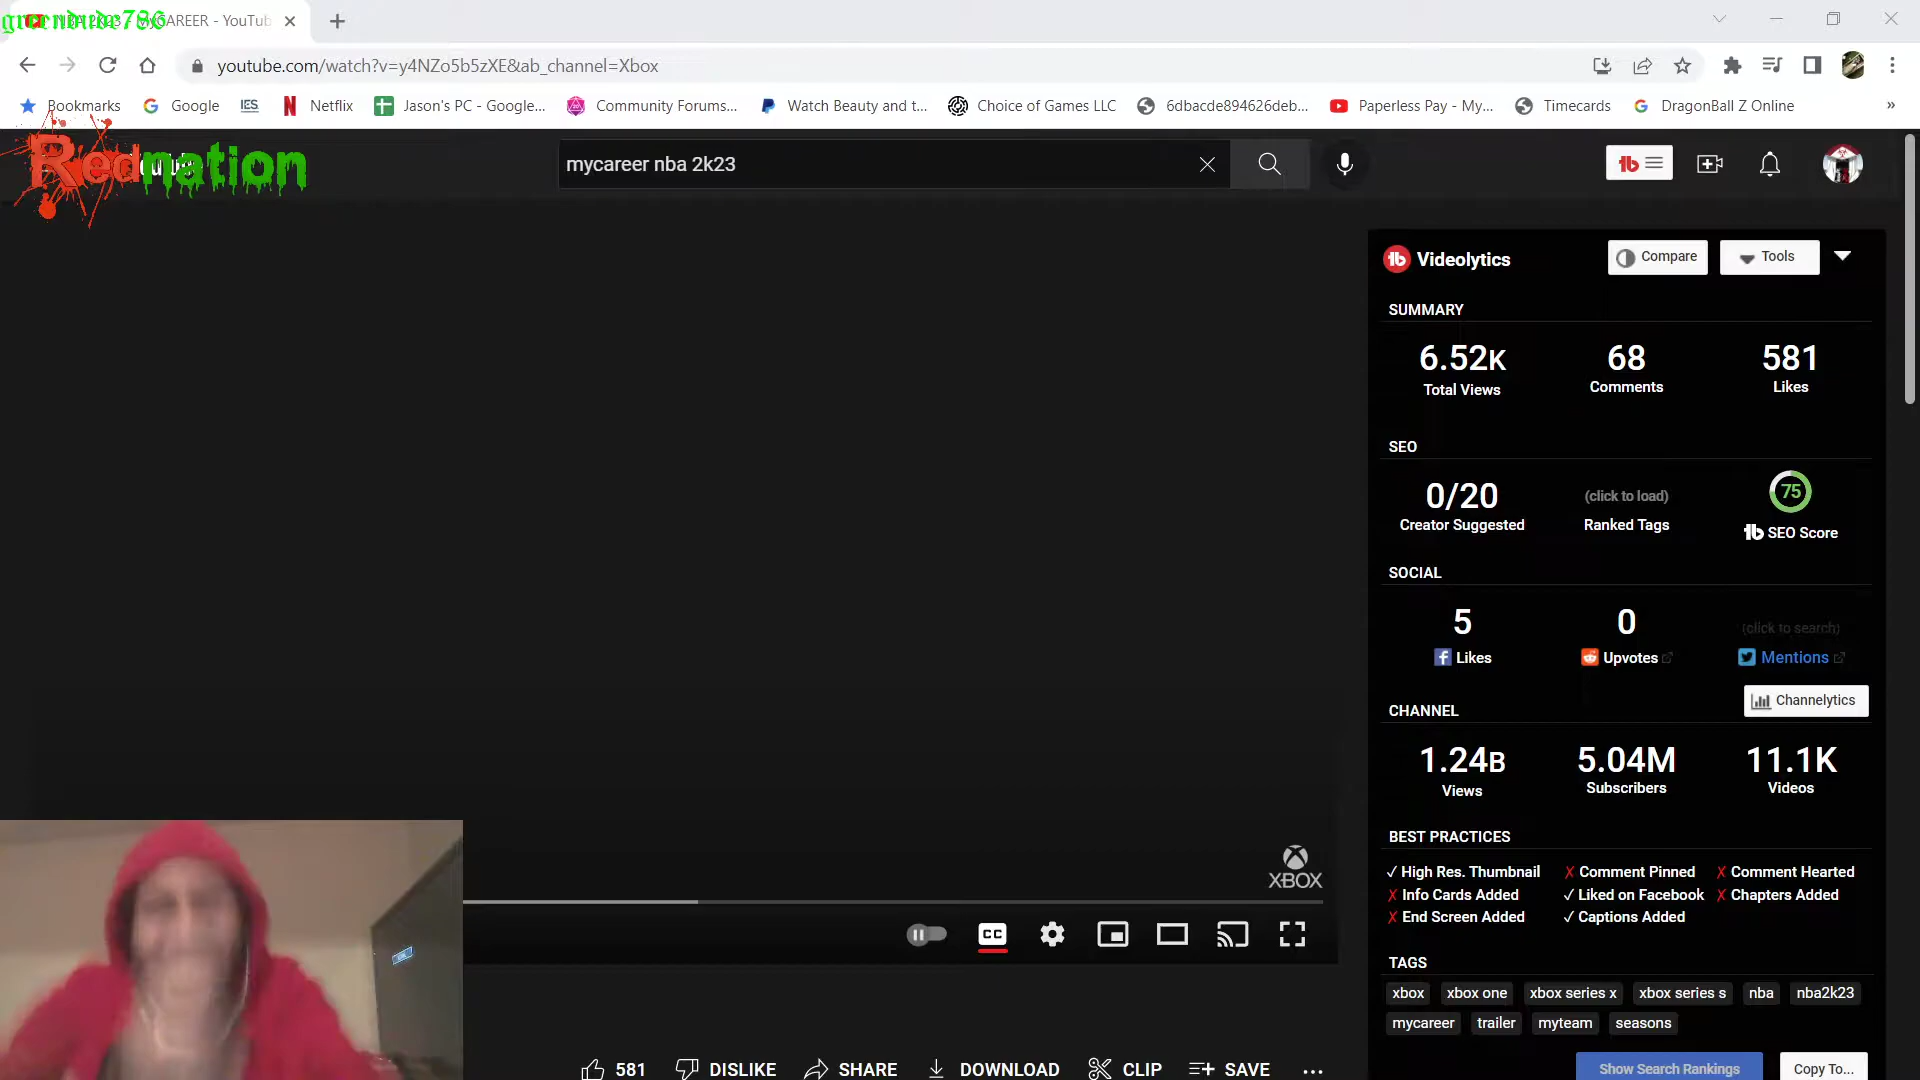 greendude786
MyCAREER - YouTub
youtube.com/watch?v=y4NZo5b5zXE&ab_channel=Xbox
Bookmarks Google IES Netflix Jason's PC - Google... Community Forums... Watch Beauty and t... Choice of Games LLC 6dbacde894626deb... Paperless Pay - My... Timecards DragonBall Z Online »
Rednation
mycareer nba 2k23
Videolytics Compare Tools
SUMMARY
6.52K 68 581
Total Views Comments Likes
SEO
0/20 (click to load) 75
Creator Suggested Ranked Tags SEO Score
SOCIAL
5 0 (click to search)
Likes Upvotes Mentions
CHANNEL Channelytics
1.24B 5.04M 11.1K
Views Subscribers Videos
BEST PRACTICES
✓ High Res. Thumbnail ✗ Comment Pinned ✗ Comment Hearted
✗ Info Cards Added ✓ Liked on Facebook ✗ Chapters Added
✗ End Screen Added ✓ Captions Added
XBOX
CC
TAGS
xbox xbox one xbox series x xbox series s nba nba2k23
mycareer trailer myteam seasons
581 DISLIKE SHARE DOWNLOAD CLIP SAVE ...
Show Search Rankings Copy To...